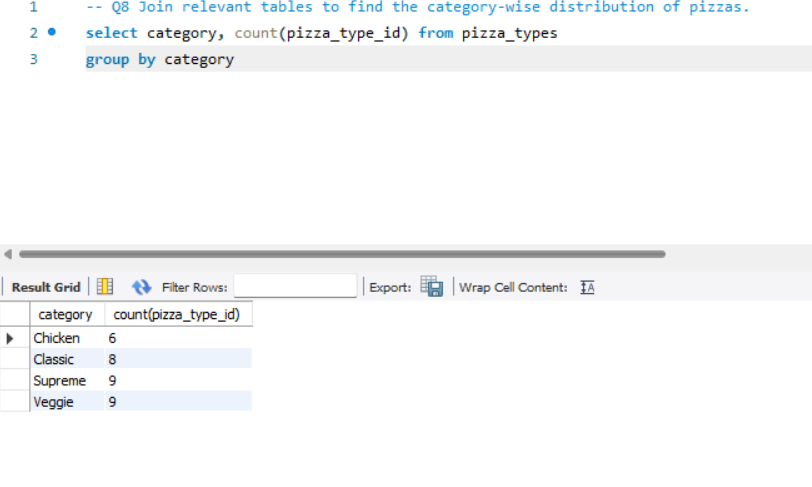 1 -- Q8 Join relevant tables to find the category-wise distribution of pizzas.
2 select category, count(pizza_type_id) from pizza_types
3 group by category
Result Grid Filter Rows: Export: Wrap Cell Content: IA
category count(pizza_type_id)
Chicken 6
Classic 8
Supreme 9
Veggie 9